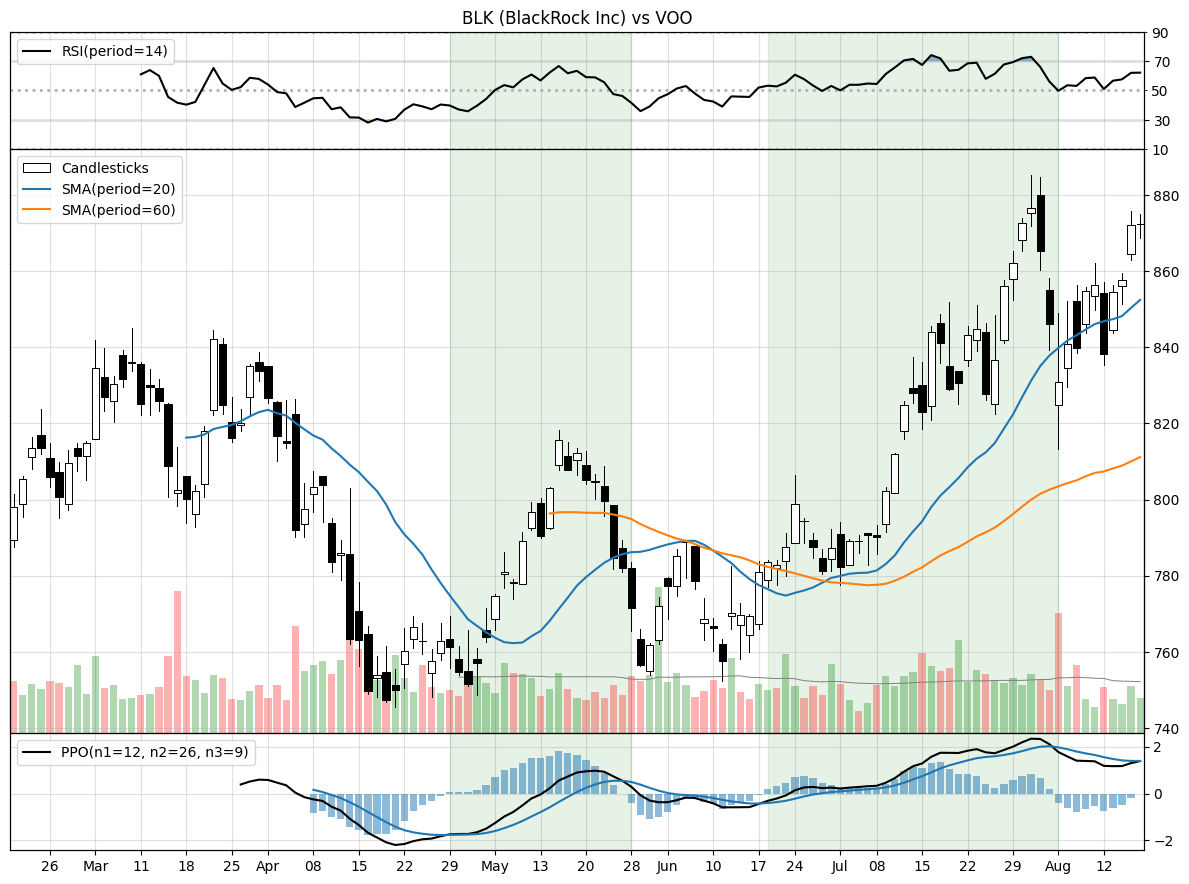 BLK (BlackRock Inc) vs VOO
RSI(period=14)
90
70
50
30
10
Candlesticks
SMA(period=20)
SMA(period=60)
880
860
840
820
800
780
760
740
PPO(n1=12, n2=26, n3=9)
2
0
−2
26 Mar 11 18 25 Apr 08 15 22 29 May 13 20 28 Jun 10 17 24 Jul 08 15 22 29 Aug 12